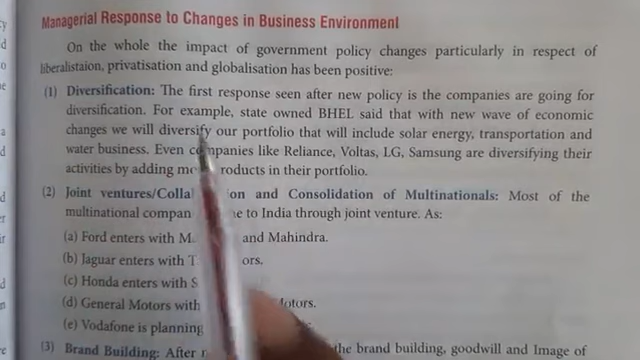 Managerial Response to Changes in Business Environment
On the whole the impact of government policy changes particularly in respect of
liberalistaion, privatisation and globalisation has been positive:
(1) Diversification: The first response seen after new policy is the companies are going for
diversification. For example, state owned BHEL said that with new wave of economic
changes we will diversify our portfolio that will include solar energy, transportation and
water business. Even companies like Reliance, Voltas, LG, Samsung are diversifying their
activities by adding products in their portfolio.
(2) Joint ventures/ and Consolidation of Multinationals: Most of the
multinational to India through joint venture. As:
(a) Ford enters with and Mahindra.
(b) Jaguar enters with
(c) Honda enters with
(d) General Motors with Motors.
(e) Vodafone is planning
(3) Brand Building: After the brand building, goodwill and Image of